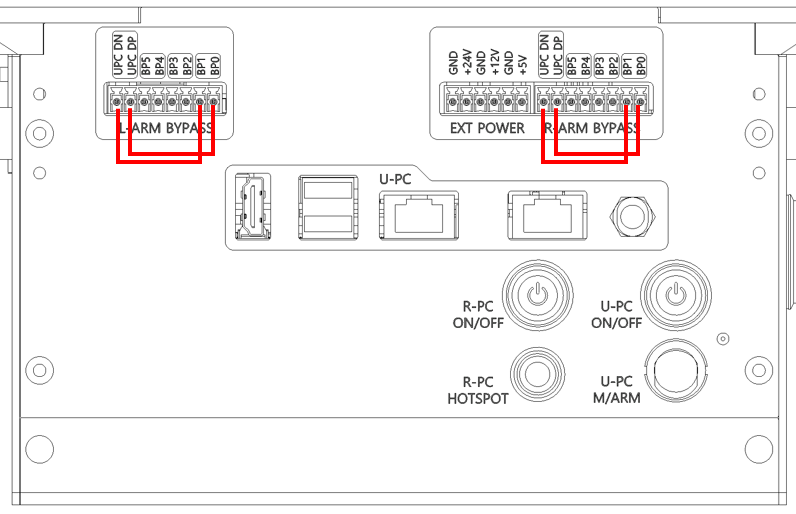 UPC DN
UPC DP
BP5
BP4
BP3
BP2
BP1
BP0
L-ARM BYPASS
GND
+24V
GND
+12V
GND
+5V
UPC DN
UPC DP
BP5
BP4
BP3
BP2
BP1
BP0
EXT POWER
R-ARM BYPASS
U-PC
R-PC
ON/OFF
U-PC
ON/OFF
R-PC
HOTSPOT
U-PC
M/ARM